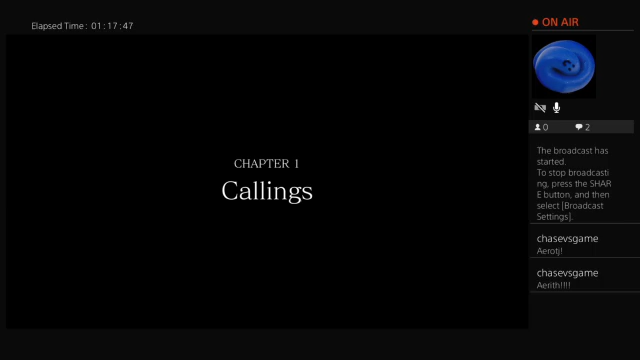 Elapsed Time : 01:17:47
ON AIR
0 2
CHAPTER 1
Callings
The broadcast has
started.
To stop broadcasti
ng, press the SHAR
E button, and then
select [Broadcast
Settings].
chasevsgame
Aerotj!
chasevsgame
Aerith!!!!